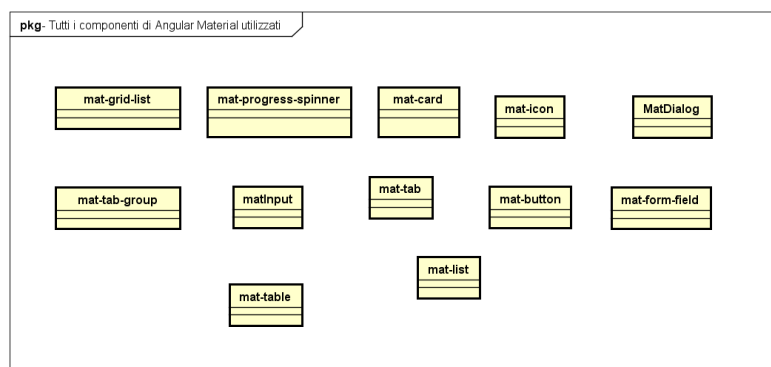 pkg- Tutti i componenti di Angular Material utilizzati
mat-grid-list
mat-progress-spinner
mat-card
mat-icon
MatDialog
mat-tab-group
matInput
mat-tab
mat-button
mat-form-field
mat-list
mat-table